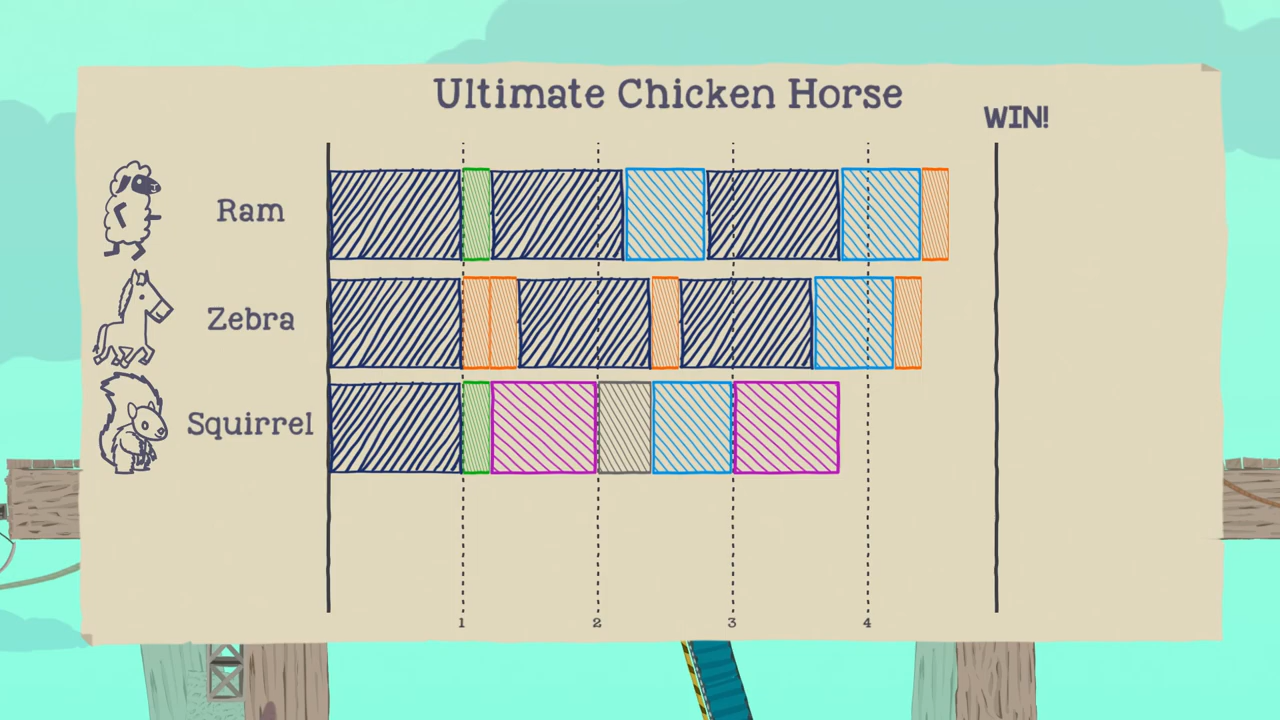 Ultimate Chicken Horse
WIN!
Ram
Zebra
Squirrel
1 2 3 4